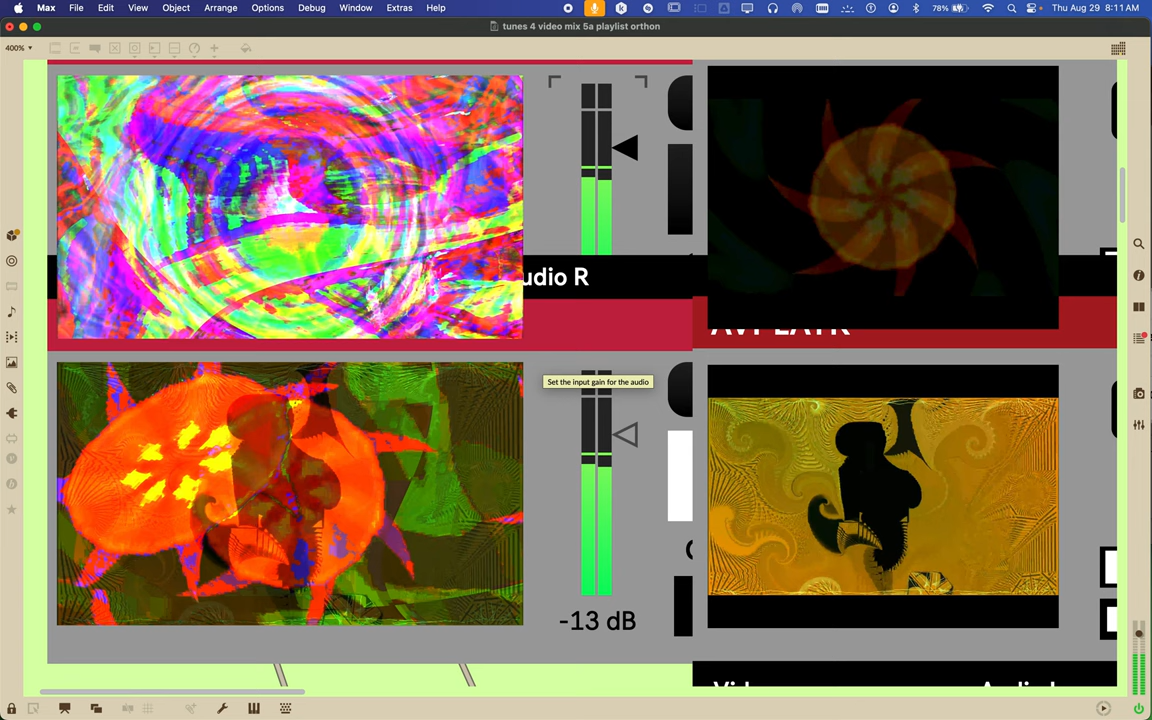 Max File Edit View Object Arrange Options Debug Window Extras Help
78% Thu Aug 29 8:11 AM
tunes 4 video mix 5a playlist orthon
400%
udio R
Set the input gain for the audio
-13 dB